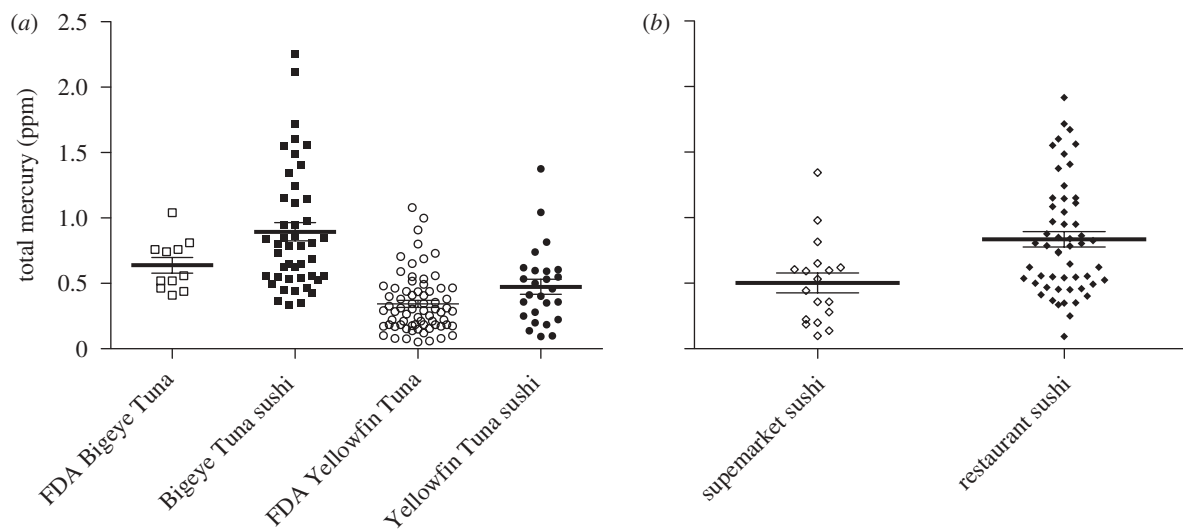 (a)
2.5
2.0
1.5
1.0
0.5
0
total mercury (ppm)
FDA Bigeye Tuna
Bigeye Tuna sushi
FDA Yellowfin Tuna
Yellowfin Tuna sushi
(b)
supemarket sushi
restaurant sushi